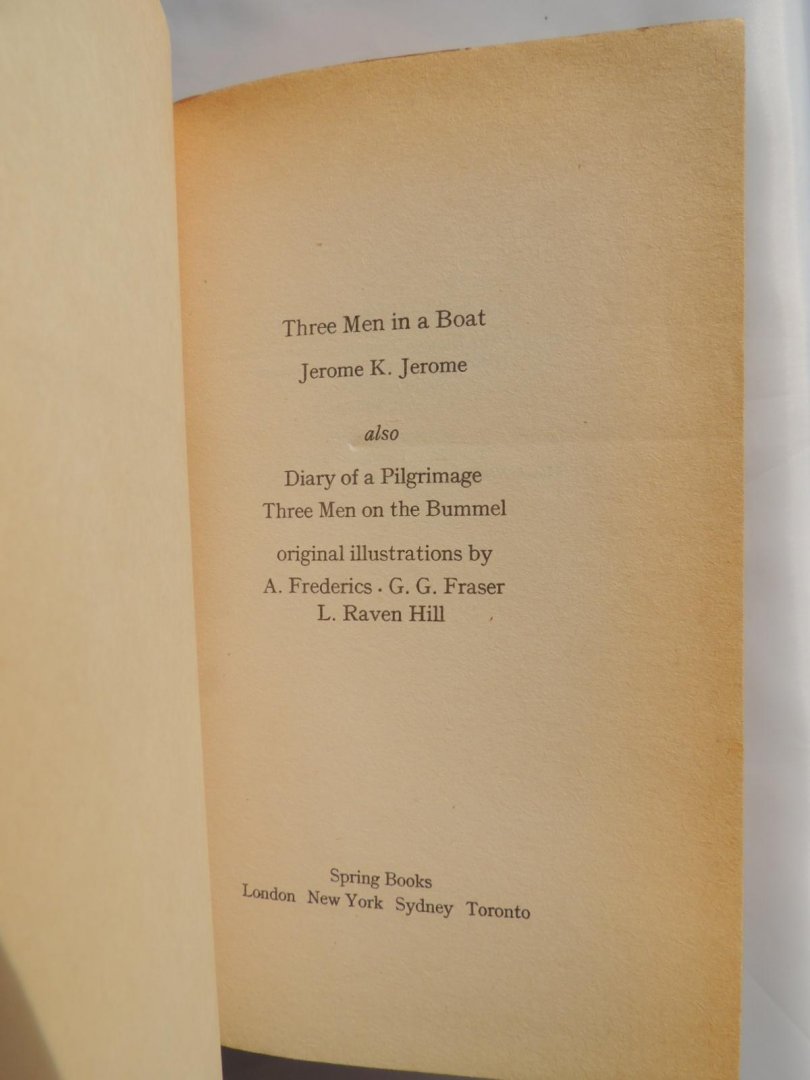 Three Men in a Boat
Jerome K. Jerome
also
Diary of a Pilgrimage
Three Men on the Bummel
original illustrations by
A. Frederics · G. G. Fraser
L. Raven Hill
Spring Books
London New York Sydney Toronto